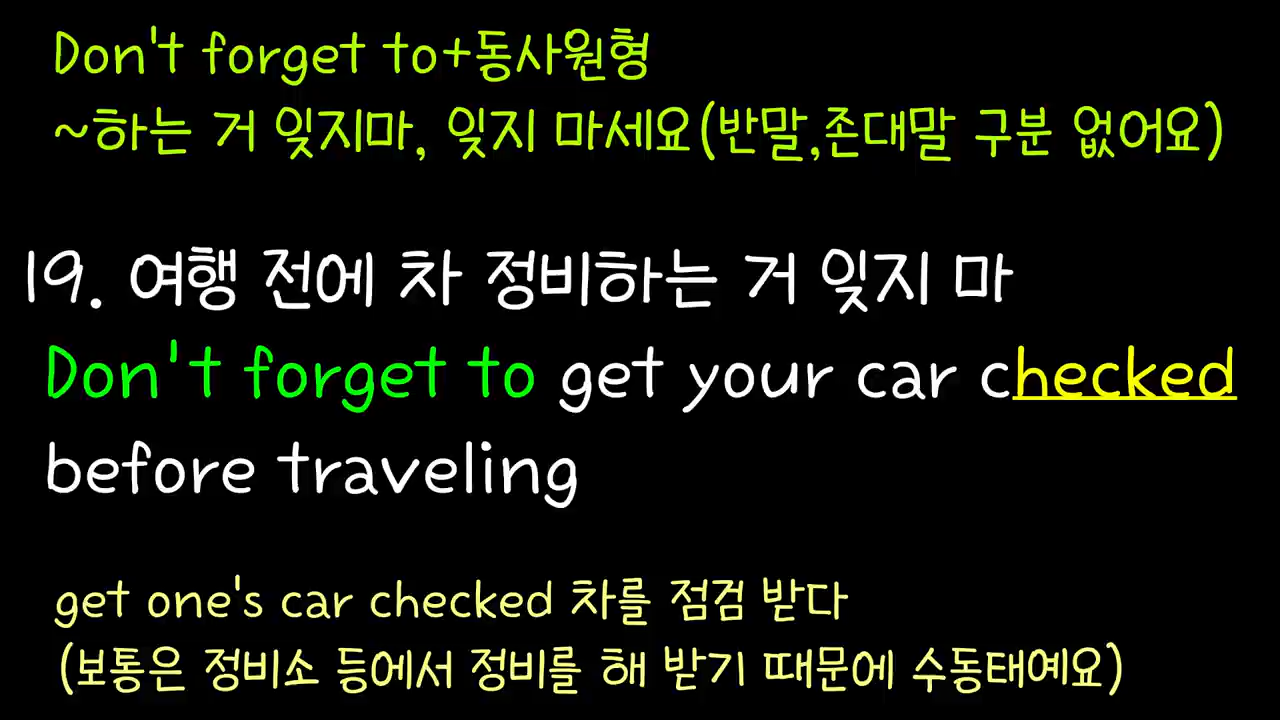 Don't forget to+동사원형
~하는 거 잊지마, 잊지 마세요(반말,존대말 구분 없어요)
19. 여행 전에 차 정비하는 거 잊지 마
Don't forget to get your car checked
before traveling
get one's car checked 차를 점검 받다
(보통은 정비소 등에서 정비를 해 받기 때문에 수동태예요)